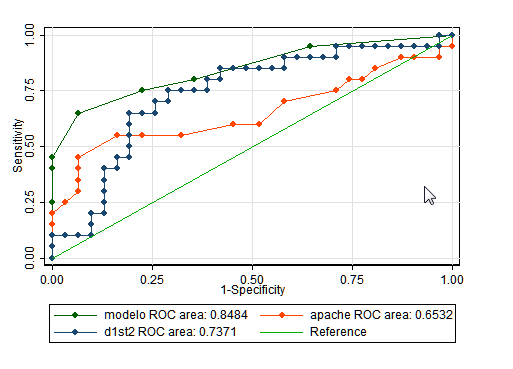 1.00
0.75
0.50
0.25
0.00
Sensitivity
0.00 0.25 0.50 0.75 1.00
1-Specificity
modelo ROC area: 0.8484 apache ROC area: 0.6532
d1st2 ROC area: 0.7371 Reference